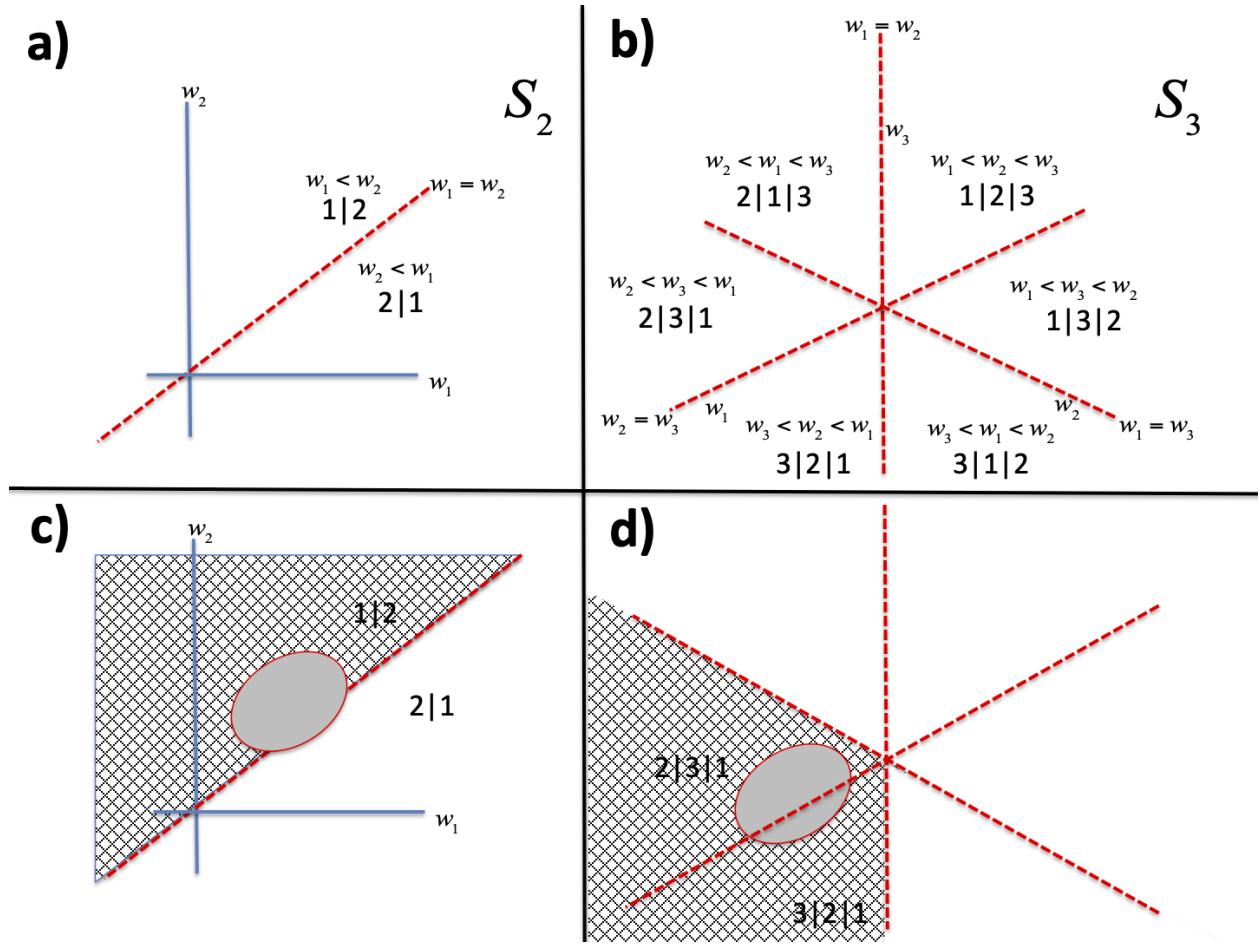 a)
w₂
S₂
w₁ < w₂
1|2
w₁ = w₂
w₂ < w₁
2|1
w₁
b)
w₁ = w₂
S₃
w₃
w₂ < w₁ < w₃
2|1|3
w₁ < w₂ < w₃
1|2|3
w₂ < w₃ < w₁
2|3|1
w₁ < w₃ < w₂
1|3|2
w₂ = w₃
w₁
w₂
w₁ = w₃
w₃ < w₂ < w₁
3|2|1
w₃ < w₁ < w₂
3|1|2
c)
w₂
1|2
2|1
w₁
d)
2|3|1
3|2|1